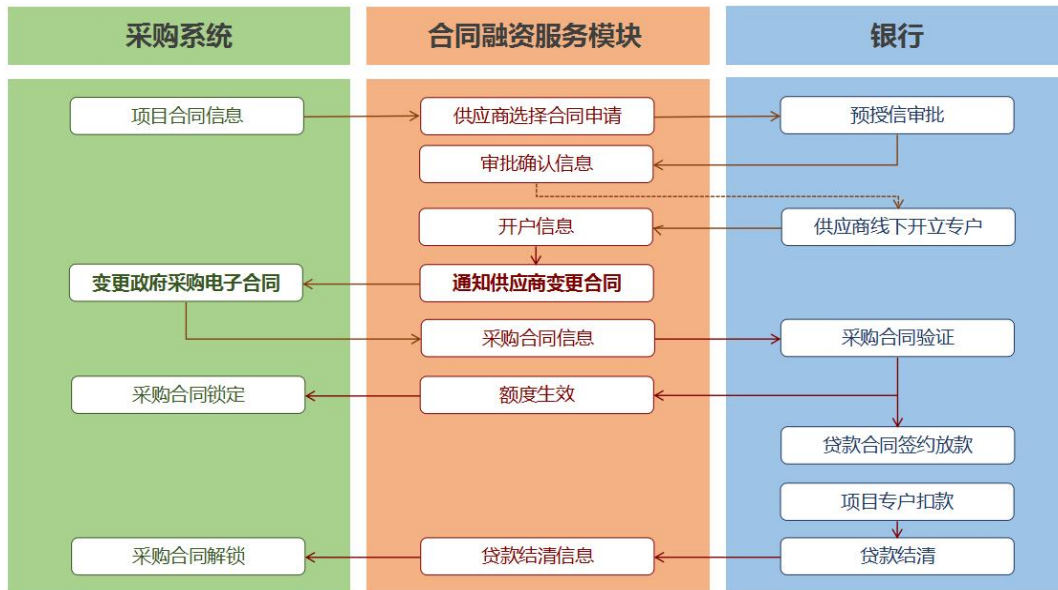 采购系统
合同融资服务模块
银行
项目合同信息
供应商选择合同申请
预授信审批
审批确认信息
开户信息
供应商线下开立专户
变更政府采购电子合同
通知供应商变更合同
采购合同信息
采购合同验证
采购合同锁定
额度生效
贷款合同签约放款
项目专户扣款
采购合同解锁
贷款结清信息
贷款结清